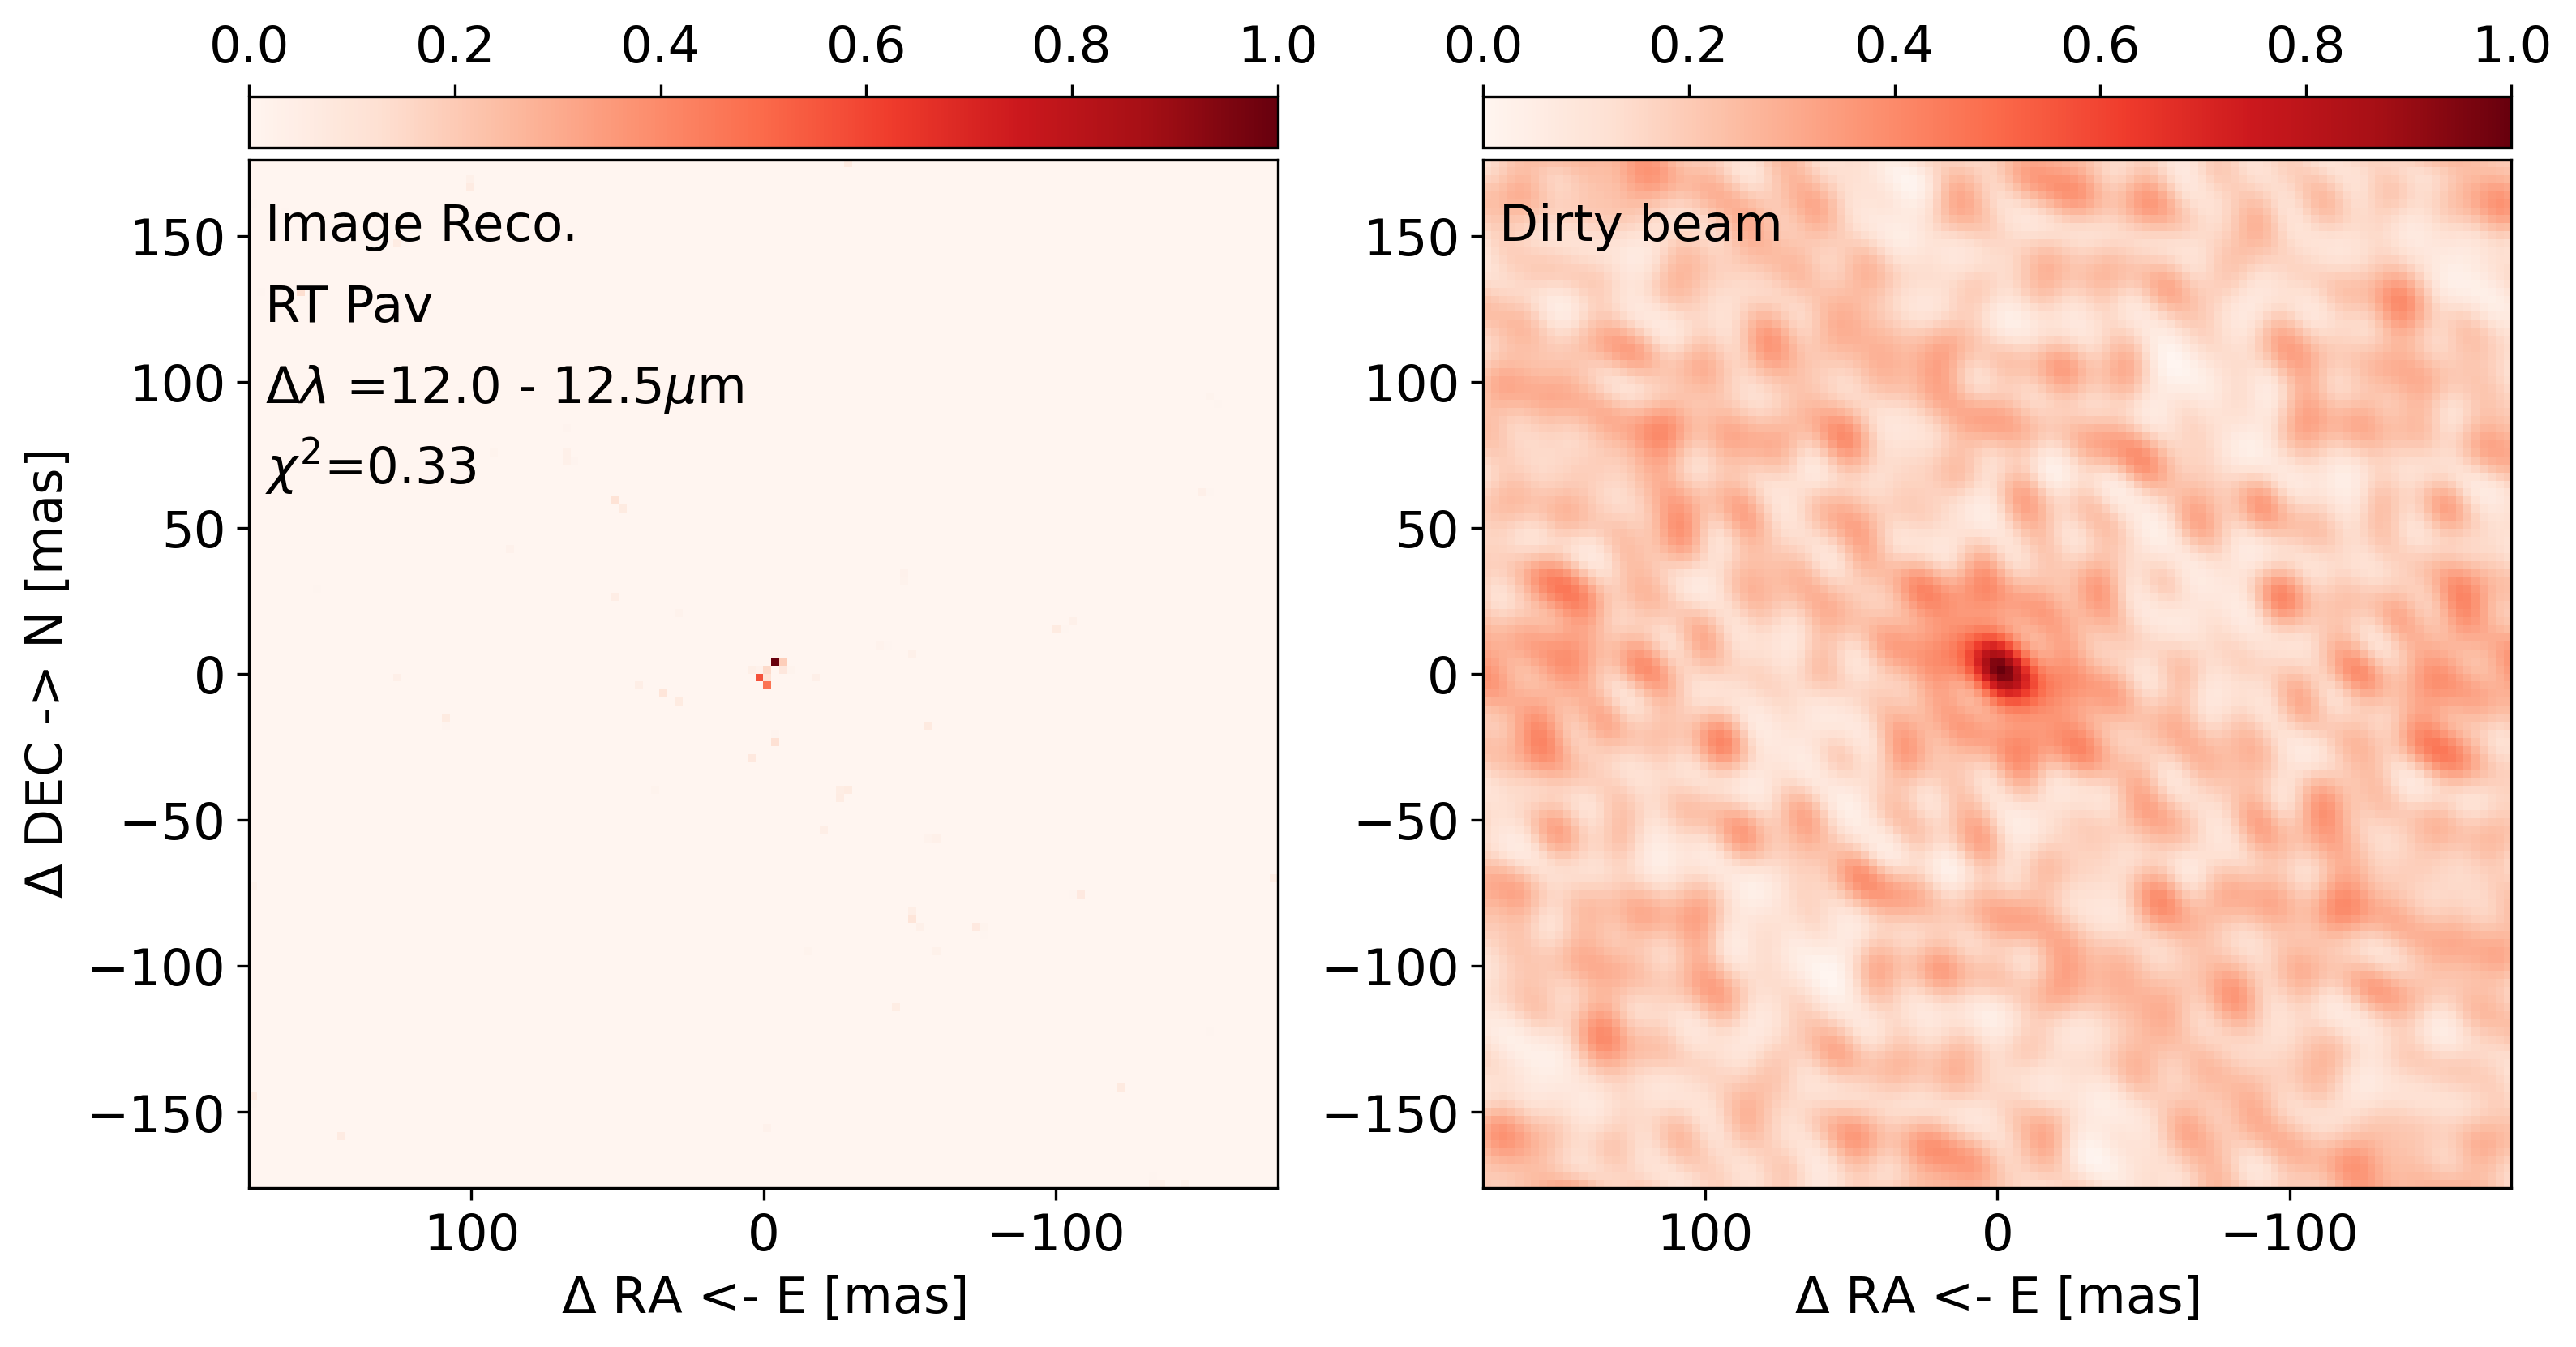 0.0 0.2 0.4 0.6 0.8 1.0
0.0 0.2 0.4 0.6 0.8 1.0
Image Reco.
RT Pav
Δλ =12.0 - 12.5μm
χ²=0.33
Dirty beam
150
100
50
0
−50
−100
−150
Δ DEC -> N [mas]
150
100
50
0
−50
−100
−150
100 0 −100
100 0 −100
Δ RA <- E [mas]
Δ RA <- E [mas]